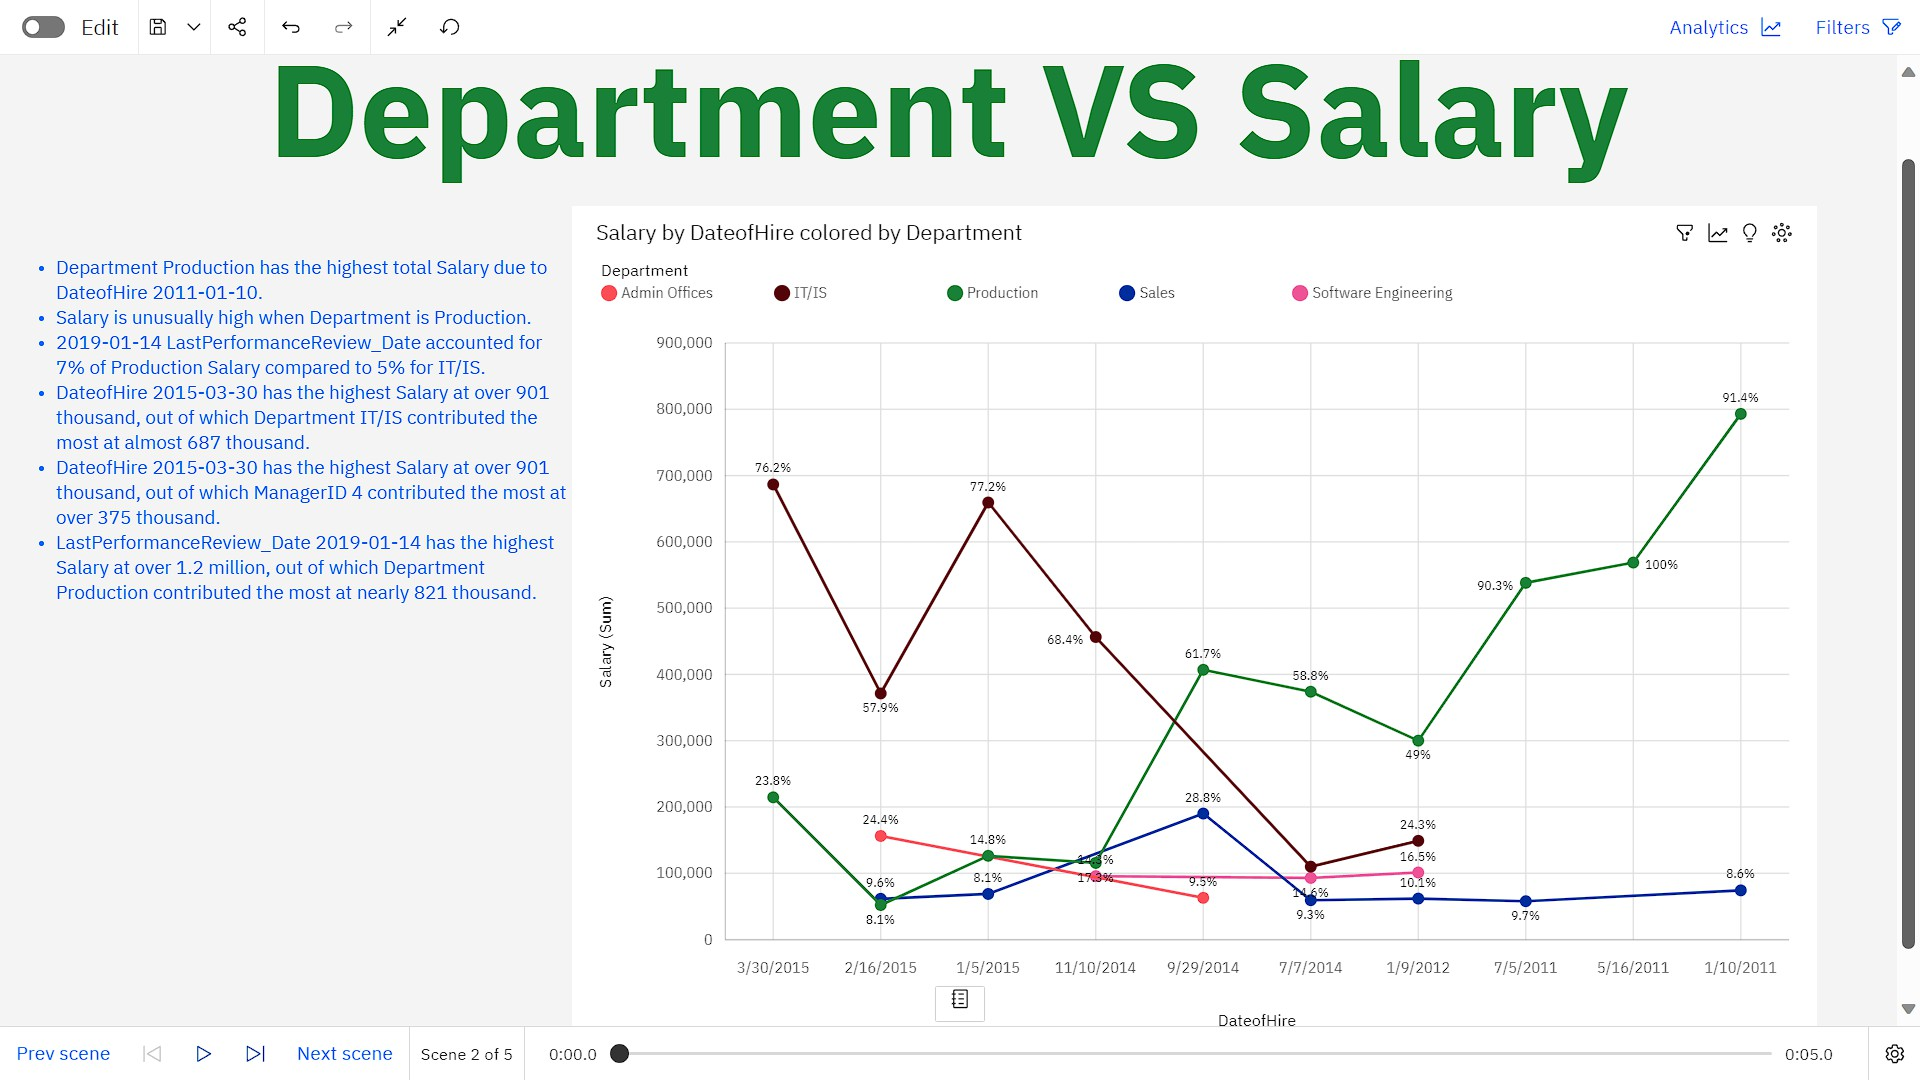 Edit
Analytics
Filters
Department VS Salary
• Department Production has the highest total Salary due to
DateofHire 2011-01-10.
• Salary is unusually high when Department is Production.
• 2019-01-14 LastPerformanceReview_Date accounted for
7% of Production Salary compared to 5% for IT/IS.
• DateofHire 2015-03-30 has the highest Salary at over 901
thousand, out of which Department IT/IS contributed the
most at almost 687 thousand.
• DateofHire 2015-03-30 has the highest Salary at over 901
thousand, out of which ManagerID 4 contributed the most at
over 375 thousand.
• LastPerformanceReview_Date 2019-01-14 has the highest
Salary at over 1.2 million, out of which Department
Production contributed the most at nearly 821 thousand.
Salary by DateofHire colored by Department
Department
Admin Offices IT/IS Production Sales Software Engineering
Salary (Sum)
900,000
800,000
700,000
600,000
500,000
400,000
300,000
200,000
100,000
0
91.4%
76.2%
77.2%
100%
90.3%
68.4%
61.7%
58.8%
57.9%
49%
23.8%
28.8%
24.4%
24.3%
14.8%
14.3%
16.5%
17.3%
8.1%
9.6%
9.5%
10.1%
8.6%
14.6%
8.1%
9.3%
9.7%
3/30/2015 2/16/2015 1/5/2015 11/10/2014 9/29/2014 7/7/2014 1/9/2012 7/5/2011 5/16/2011 1/10/2011
DateofHire
Prev scene
Next scene
Scene 2 of 5
0:00.0
0:05.0